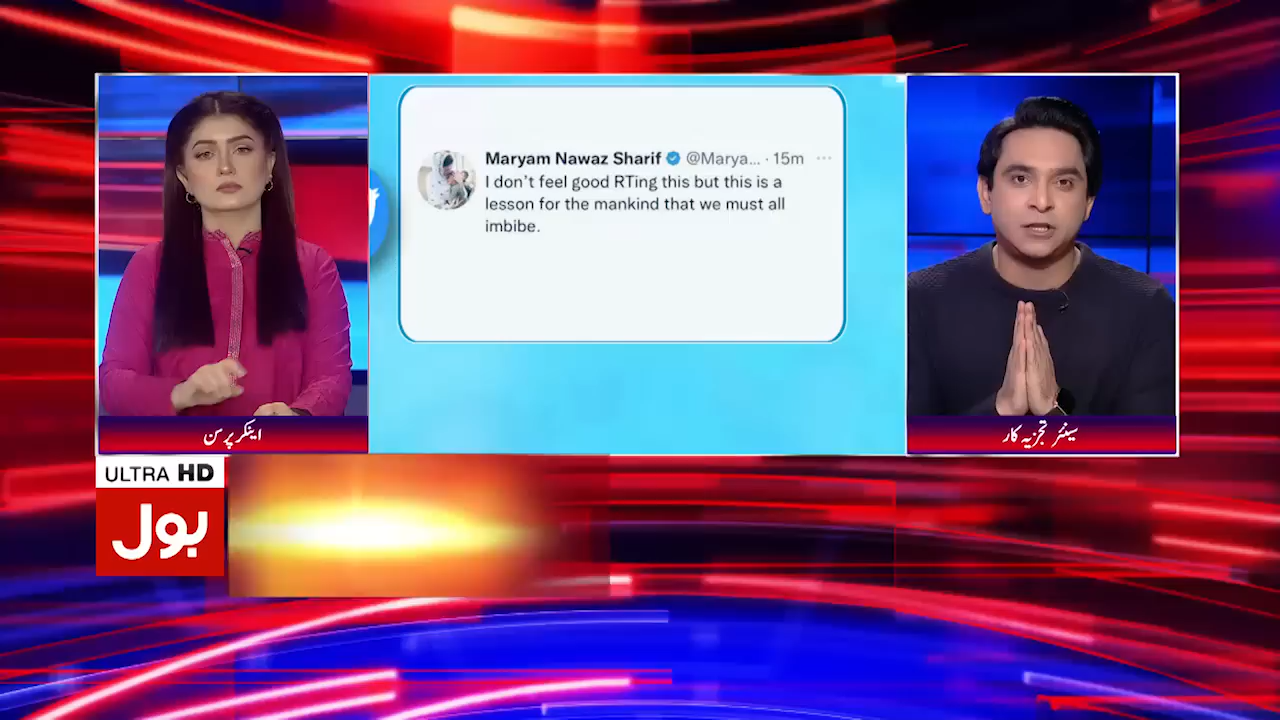 Maryam Nawaz Sharif @Marya... · 15m ...
I don't feel good RTing this but this is a
lesson for the mankind that we must all
imbibe.
اینکر پرسن
سینئر تجزیہ کار
ULTRA HD
بول